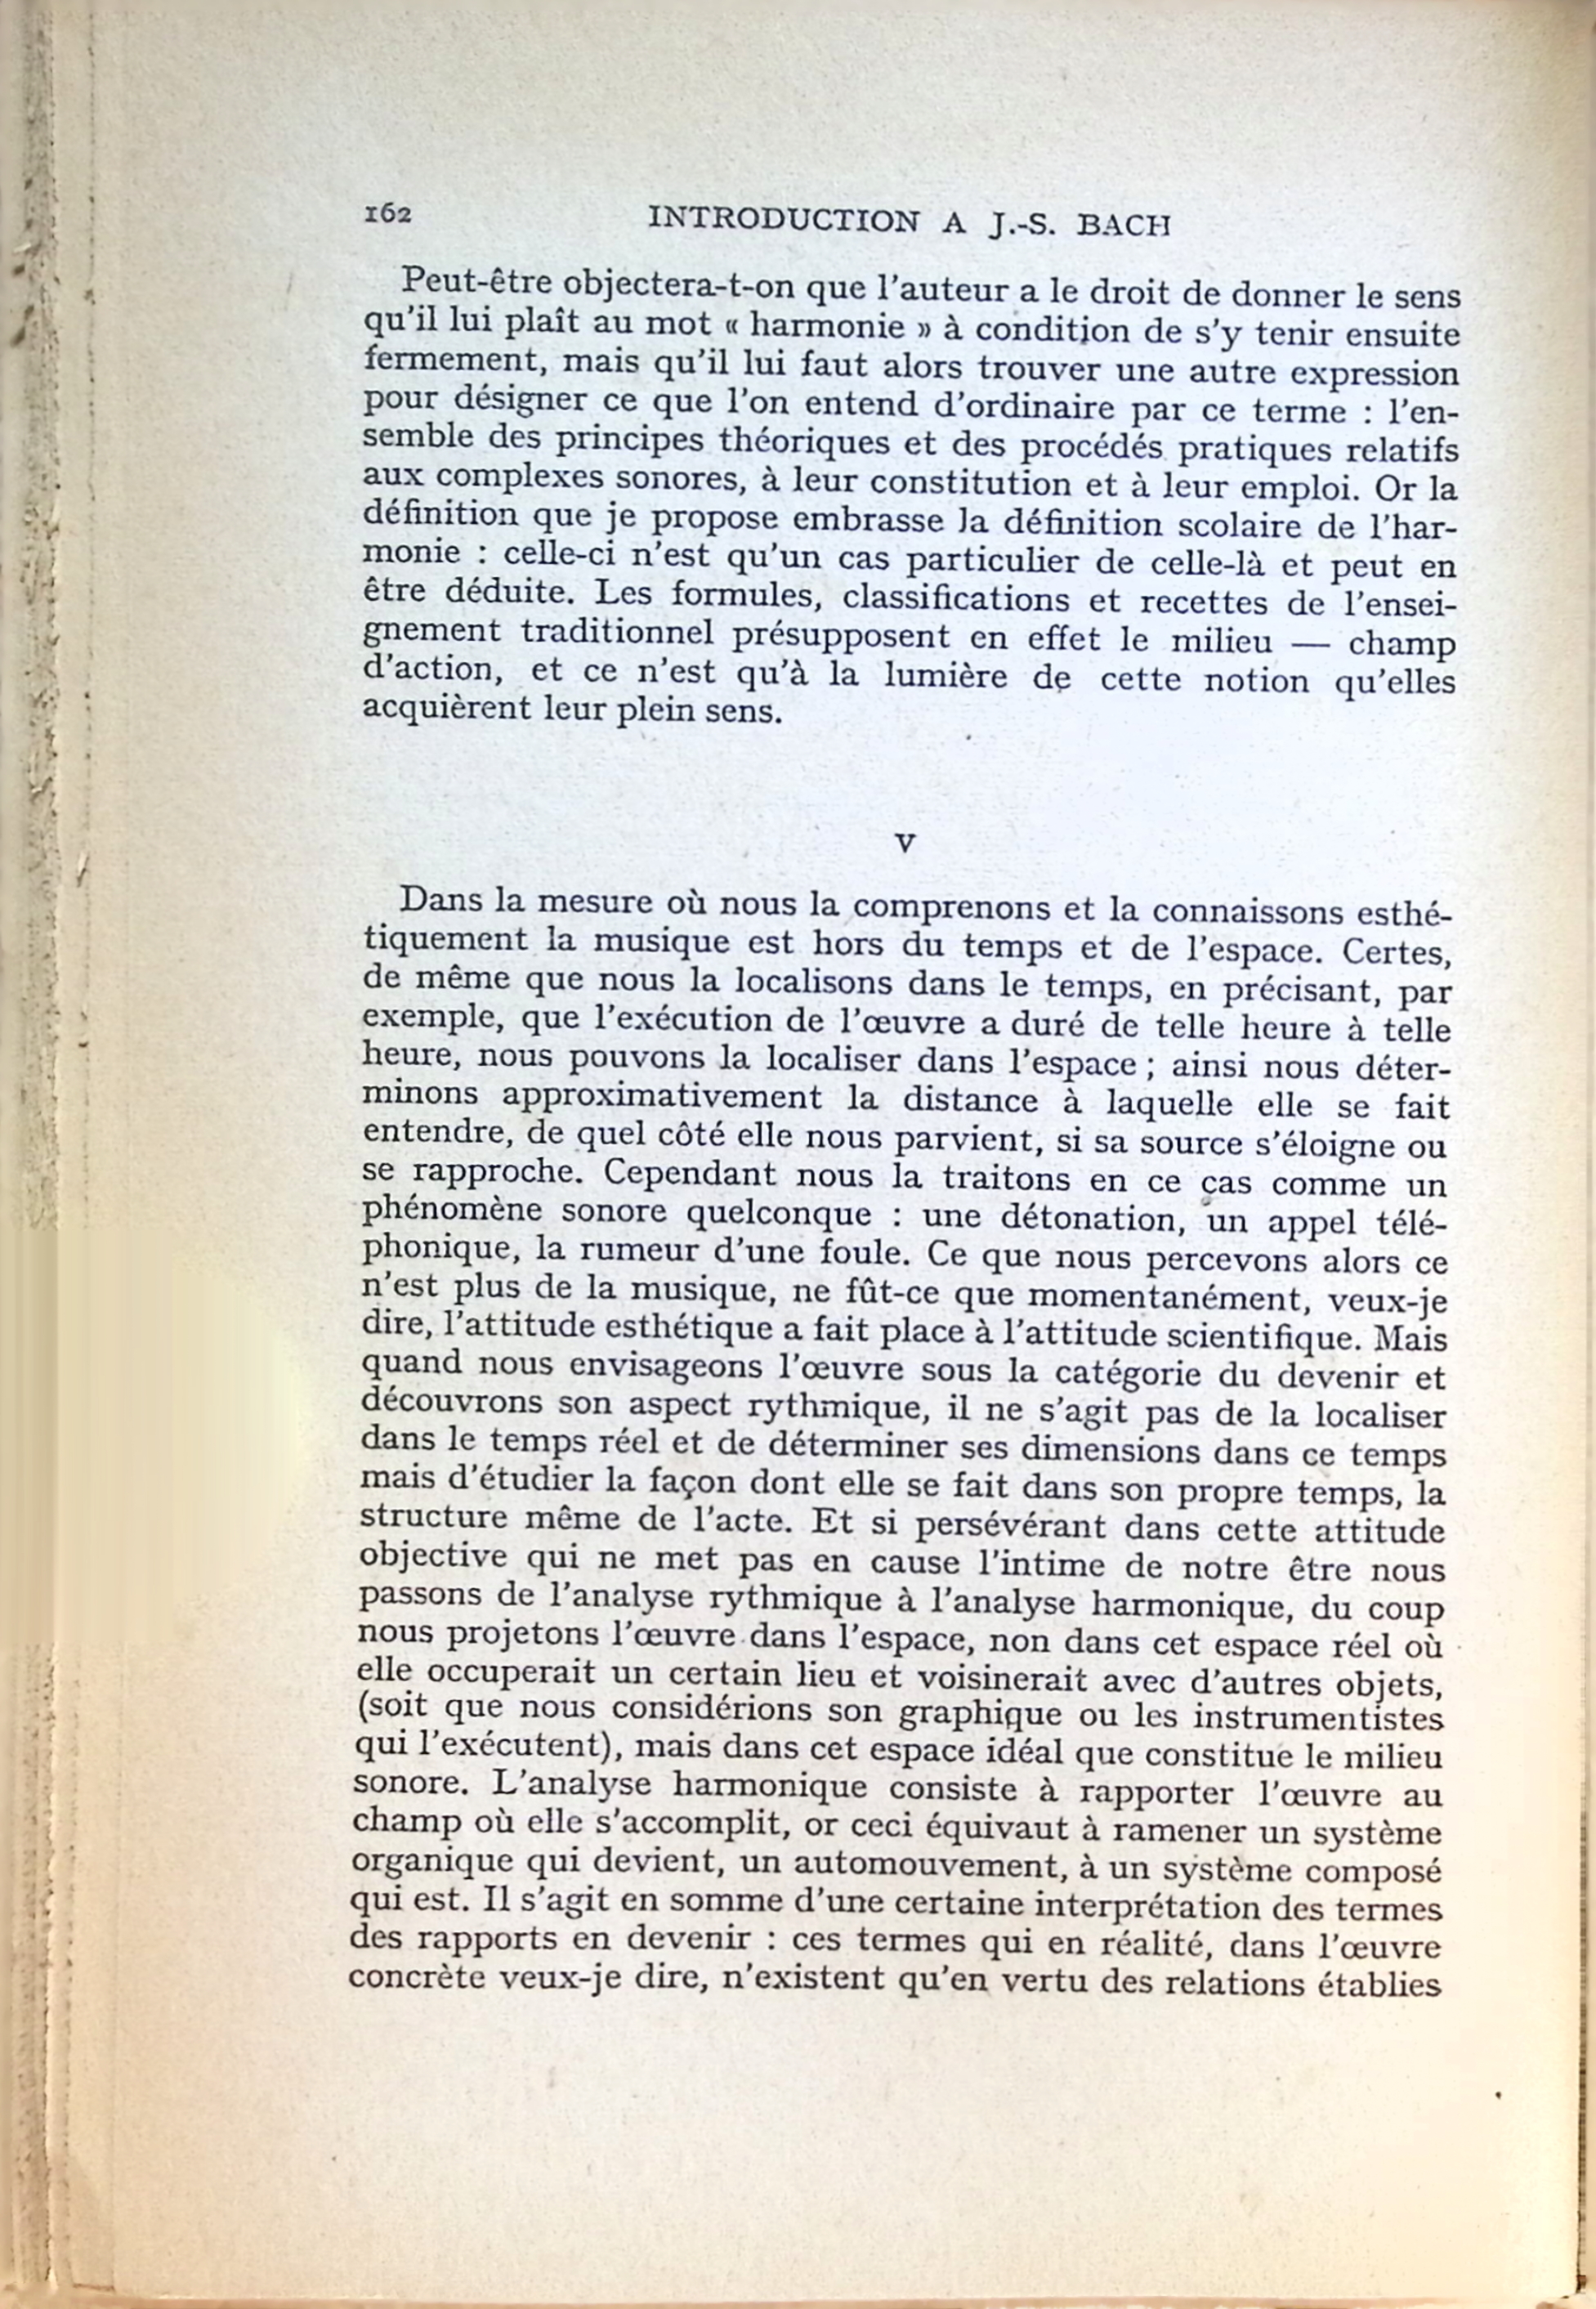 162 INTRODUCTION A J.-S. BACH
Peut-être objectera-t-on que l'auteur a le droit de donner le sens
qu'il lui plaît au mot « harmonie » à condition de s'y tenir ensuite
fermement, mais qu'il lui faut alors trouver une autre expression
pour désigner ce que l'on entend d'ordinaire par ce terme : l'en-
semble des principes théoriques et des procédés pratiques relatifs
aux complexes sonores, à leur constitution et à leur emploi. Or la
définition que je propose embrasse la définition scolaire de l'har-
monie : celle-ci n'est qu'un cas particulier de celle-là et peut en
être déduite. Les formules, classifications et recettes de l'ensei-
gnement traditionnel présupposent en effet le milieu — champ
d'action, et ce n'est qu'à la lumière de cette notion qu'elles
acquièrent leur plein sens.
V
Dans la mesure où nous la comprenons et la connaissons esthé-
tiquement la musique est hors du temps et de l'espace. Certes,
de même que nous la localisons dans le temps, en précisant, par
exemple, que l'exécution de l'œuvre a duré de telle heure à telle
heure, nous pouvons la localiser dans l'espace ; ainsi nous déter-
minons approximativement la distance à laquelle elle se fait
entendre, de quel côté elle nous parvient, si sa source s'éloigne ou
se rapproche. Cependant nous la traitons en ce cas comme un
phénomène sonore quelconque : une détonation, un appel télé-
phonique, la rumeur d'une foule. Ce que nous percevons alors ce
n'est plus de la musique, ne fût-ce que momentanément, veux-je
dire, l'attitude esthétique a fait place à l'attitude scientifique. Mais
quand nous envisageons l'œuvre sous la catégorie du devenir et
découvrons son aspect rythmique, il ne s'agit pas de la localiser
dans le temps réel et de déterminer ses dimensions dans ce temps
mais d'étudier la façon dont elle se fait dans son propre temps, la
structure même de l'acte. Et si persévérant dans cette attitude
objective qui ne met pas en cause l'intime de notre être nous
passons de l'analyse rythmique à l'analyse harmonique, du coup
nous projetons l'œuvre dans l'espace, non dans cet espace réel où
elle occuperait un certain lieu et voisinerait avec d'autres objets,
(soit que nous considérions son graphique ou les instrumentistes
qui l'exécutent), mais dans cet espace idéal que constitue le milieu
sonore. L'analyse harmonique consiste à rapporter l'œuvre au
champ où elle s'accomplit, or ceci équivaut à ramener un système
organique qui devient, un automouvement, à un système composé
qui est. Il s'agit en somme d'une certaine interprétation des termes
des rapports en devenir : ces termes qui en réalité, dans l'œuvre
concrète veux-je dire, n'existent qu'en vertu des relations établies